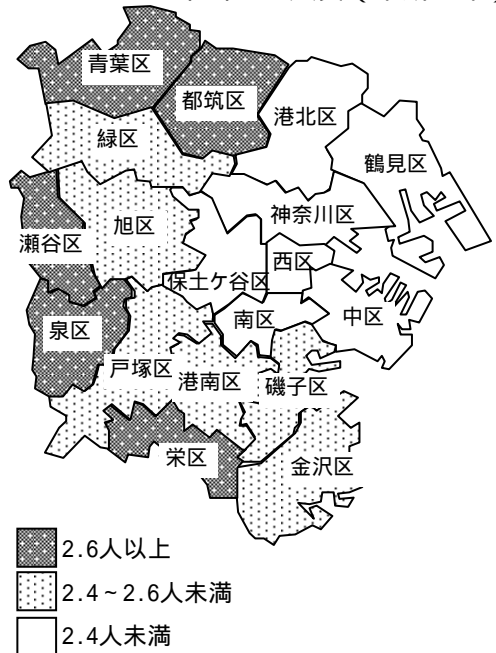 青葉区
都筑区
港北区
緑区
鶴見区
神奈川区
旭区
瀬谷区
西区
保土ケ谷区
中区
南区
泉区
戸塚区
港南区
磯子区
栄区
金沢区
2.6人以上
2.4~2.6人未満
2.4人未満